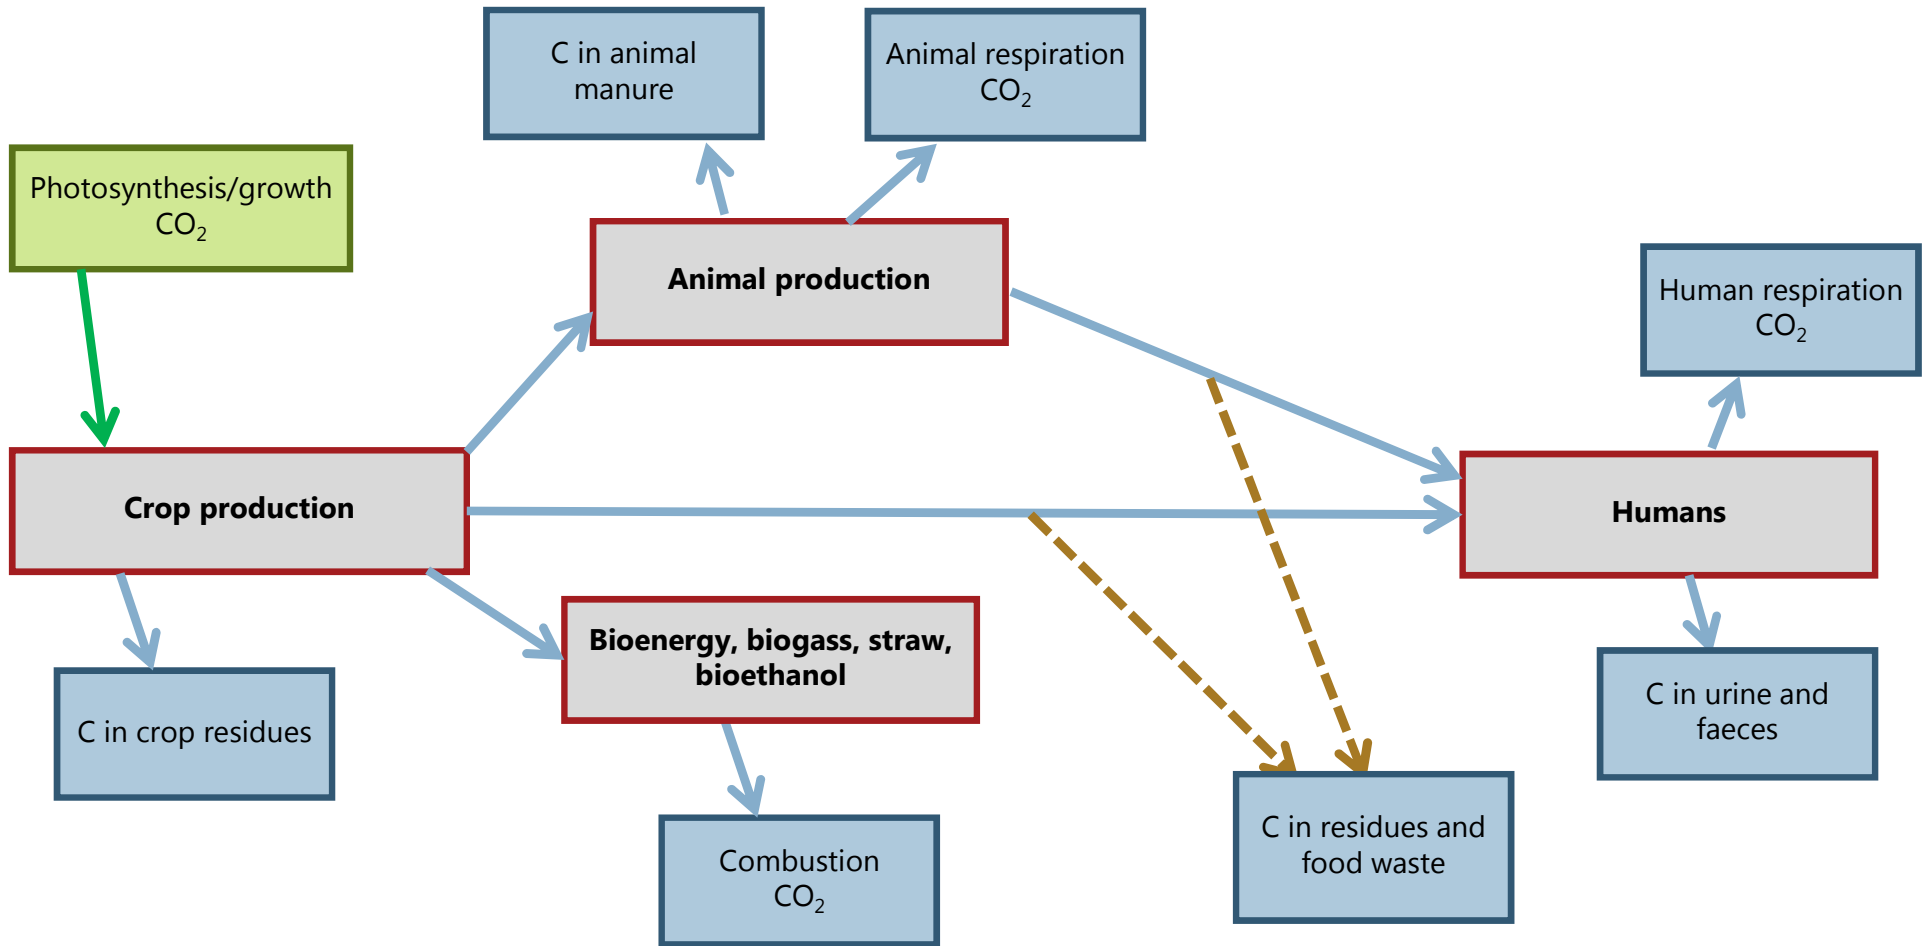 C in animal
manure
Animal respiration
CO₂
Photosynthesis/growth
CO₂
Animal production
Human respiration
CO₂
Crop production
Humans
Bioenergy, biogass, straw,
bioethanol
C in crop residues
C in urine and
faeces
Combustion
CO₂
C in residues and
food waste